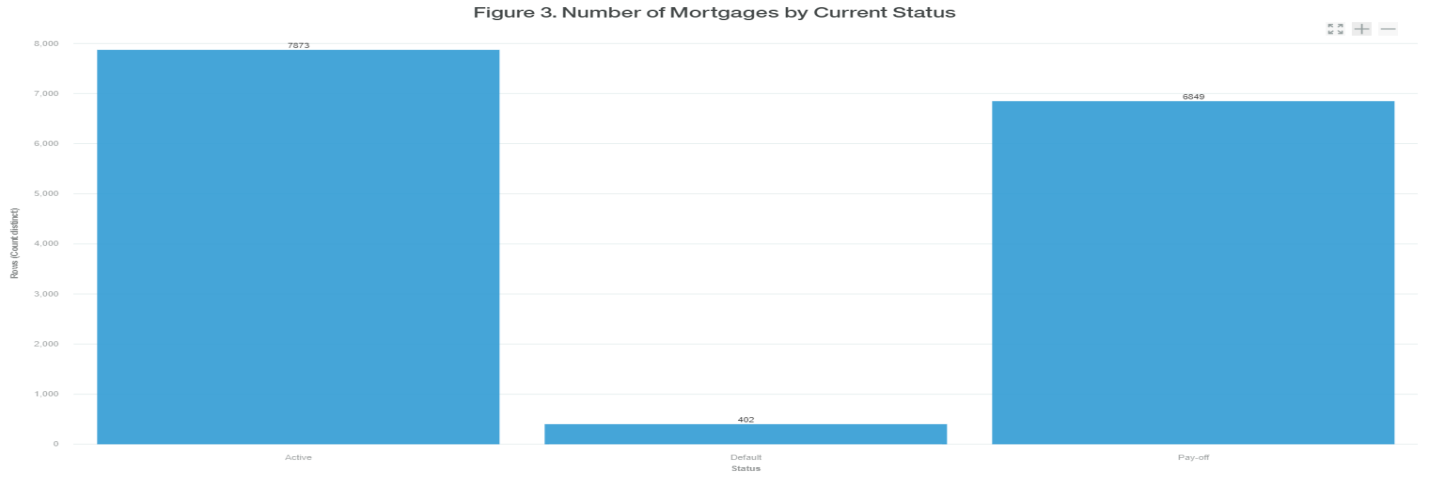 Figure 3. Number of Mortgages by Current Status
8,000
7,000
6,000
5,000
4,000
3,000
2,000
1,000
0
Rows (Count distinct)
7873
402
6849
Active
Default
Pay-off
Status